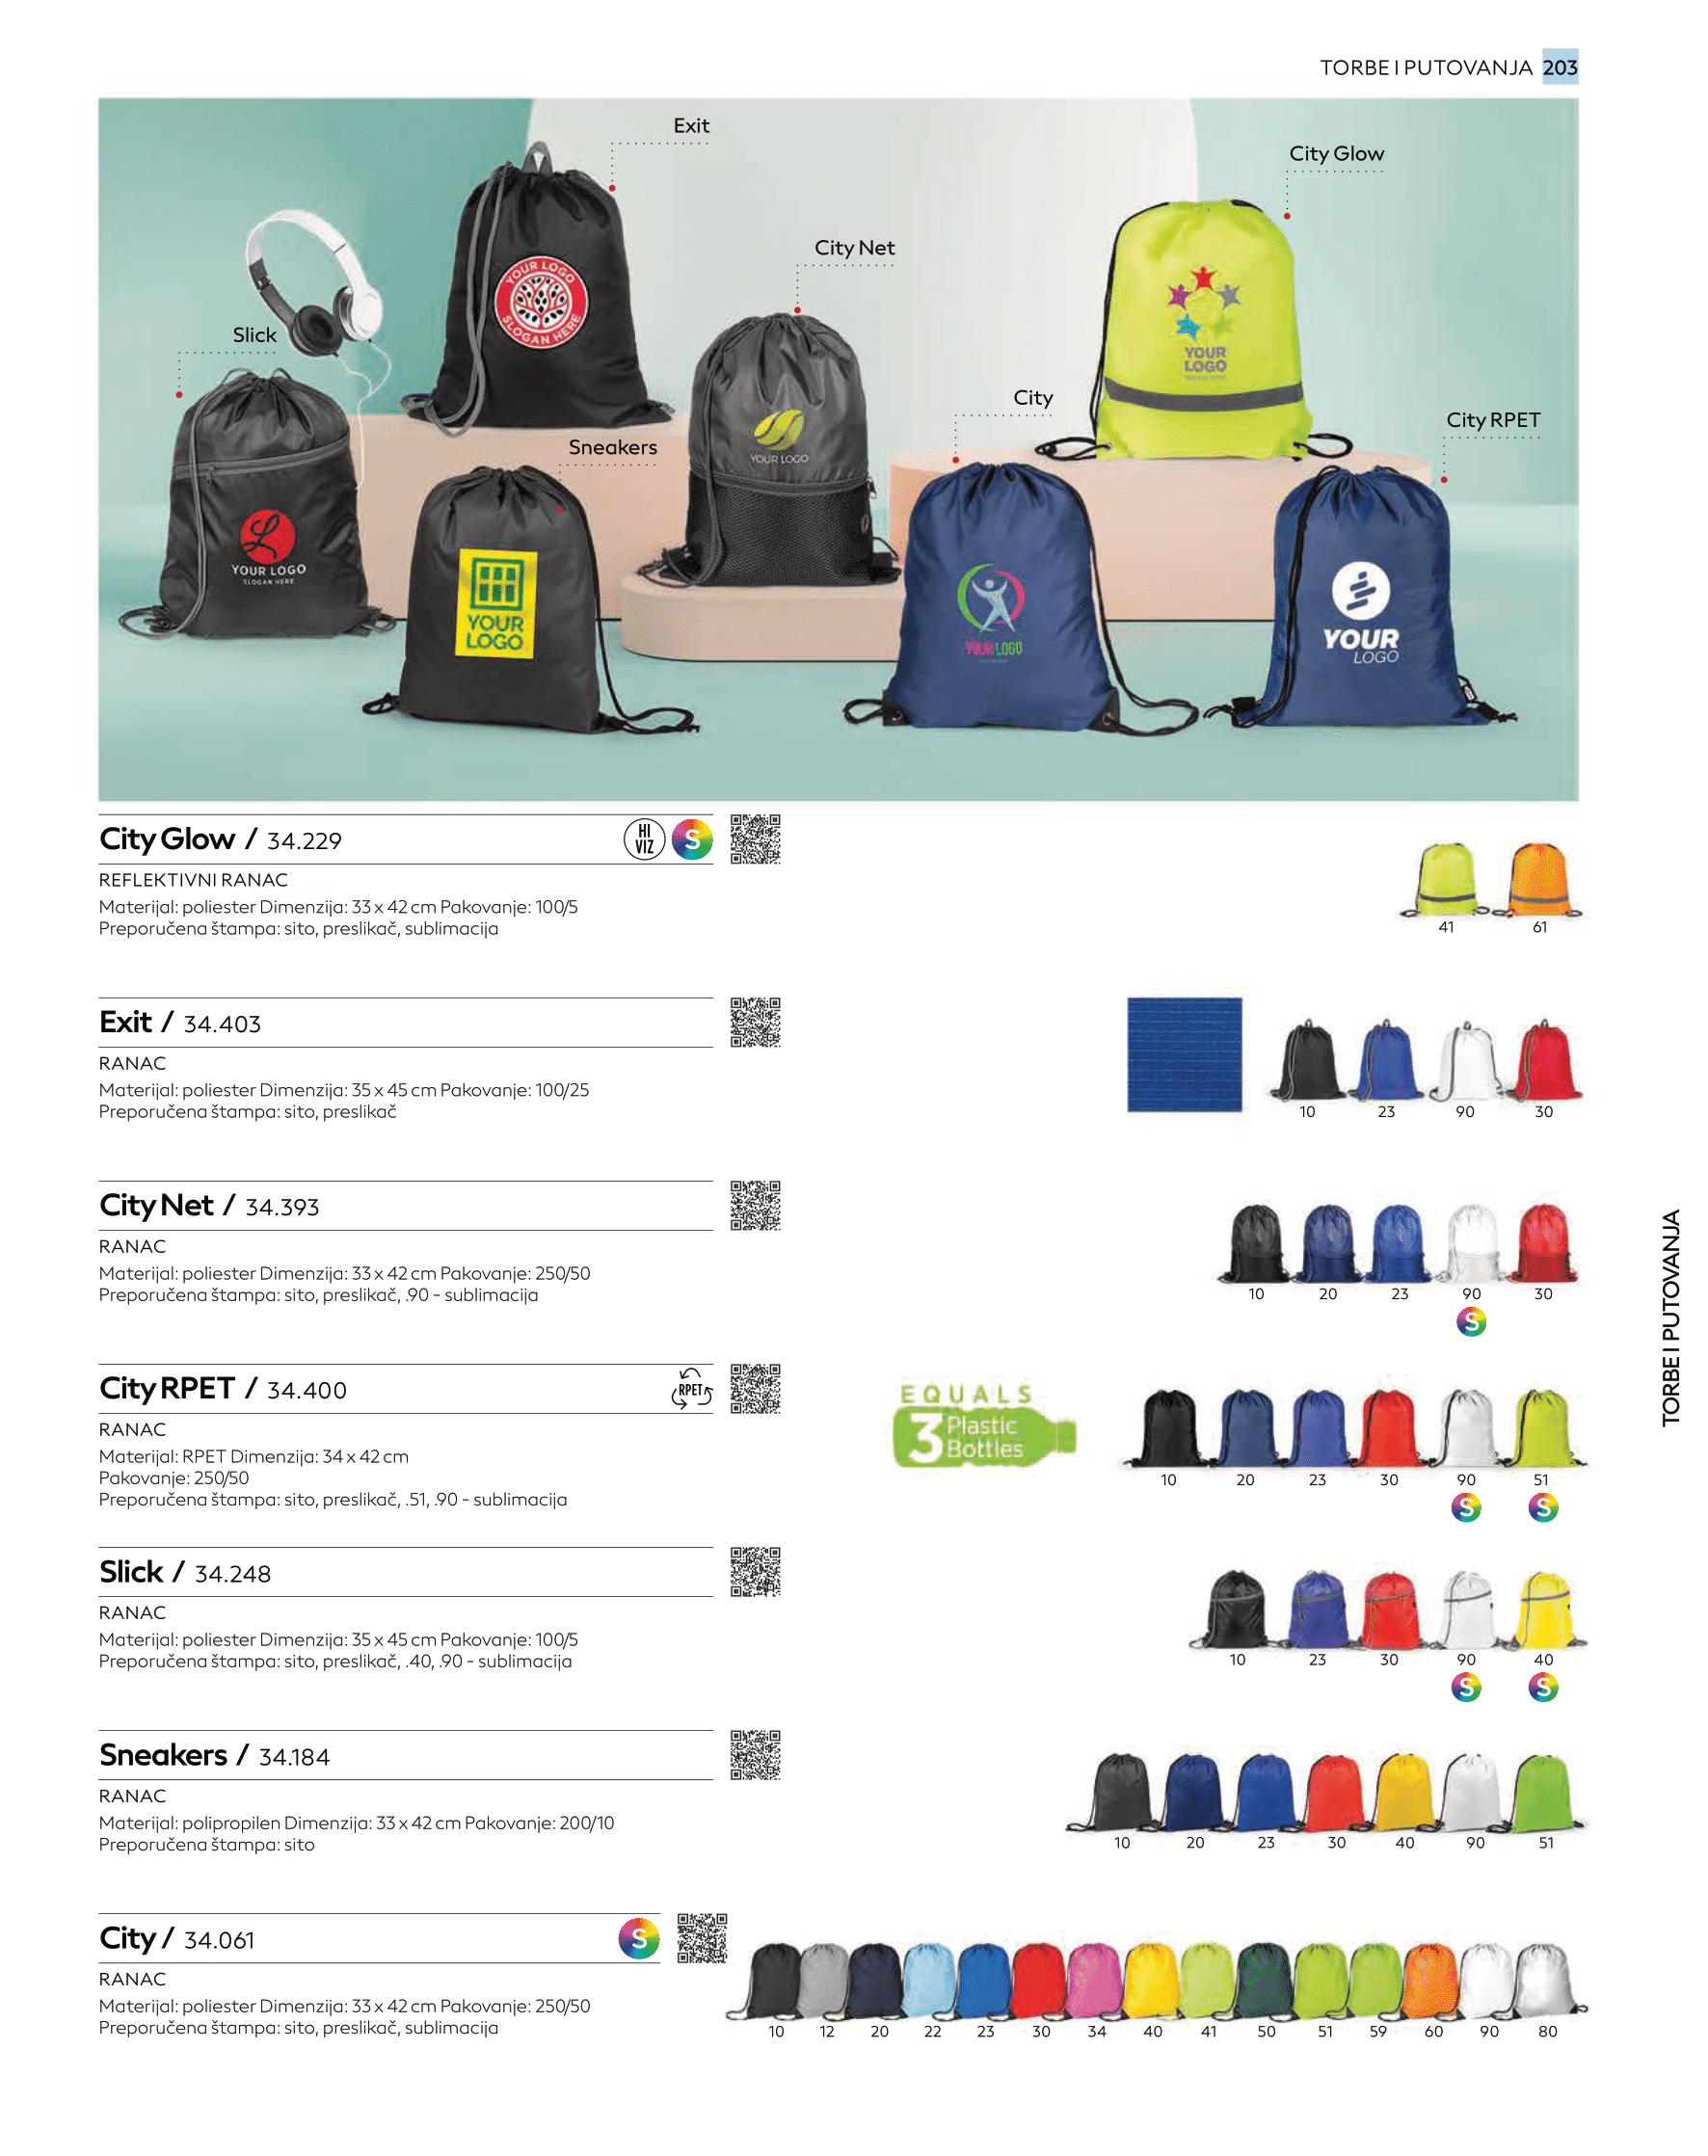 TORBE I PUTOVANJA 203
Exit
City Glow
City Net
Slick
City
Sneakers
City RPET
YOUR LOGO
SLOGAN HERE
YOUR
LOGO
YOUR LOGO
YOUR LOGO
SLOGAN HERE
YOUR
LOGO
YOUR LOGO
YOUR
LOGO
City Glow / 34.229
HI
VIZ
S
REFLEKTIVNI RANAC
Materijal: poliester Dimenzija: 33 x 42 cm Pakovanje: 100/5
Preporučena štampa: sito, preslikač, sublimacija
41 61
Exit / 34.403
RANAC
Materijal: poliester Dimenzija: 35 x 45 cm Pakovanje: 100/25
Preporučena štampa: sito, preslikač
10 23 90 30
City Net / 34.393
RANAC
Materijal: poliester Dimenzija: 33 x 42 cm Pakovanje: 250/50
Preporučena štampa: sito, preslikač, .90 - sublimacija
10 20 23 90 30
S
City RPET / 34.400
RPET
RANAC
Materijal: RPET Dimenzija: 34 x 42 cm
Pakovanje: 250/50
Preporučena štampa: sito, preslikač, .51, .90 - sublimacija
EQUALS
3 Plastic
Bottles
10 20 23 30 90 51
S S
Slick / 34.248
RANAC
Materijal: poliester Dimenzija: 35 x 45 cm Pakovanje: 100/5
Preporučena štampa: sito, preslikač, .40, .90 - sublimacija
10 23 30 90 40
S S
Sneakers / 34.184
RANAC
Materijal: polipropilen Dimenzija: 33 x 42 cm Pakovanje: 200/10
Preporučena štampa: sito
10 20 23 30 40 90 51
City / 34.061
S
RANAC
Materijal: poliester Dimenzija: 33 x 42 cm Pakovanje: 250/50
Preporučena štampa: sito, preslikač, sublimacija
10 12 20 22 23 30 34 40 41 50 51 59 60 90 80
TORBE I PUTOVANJA